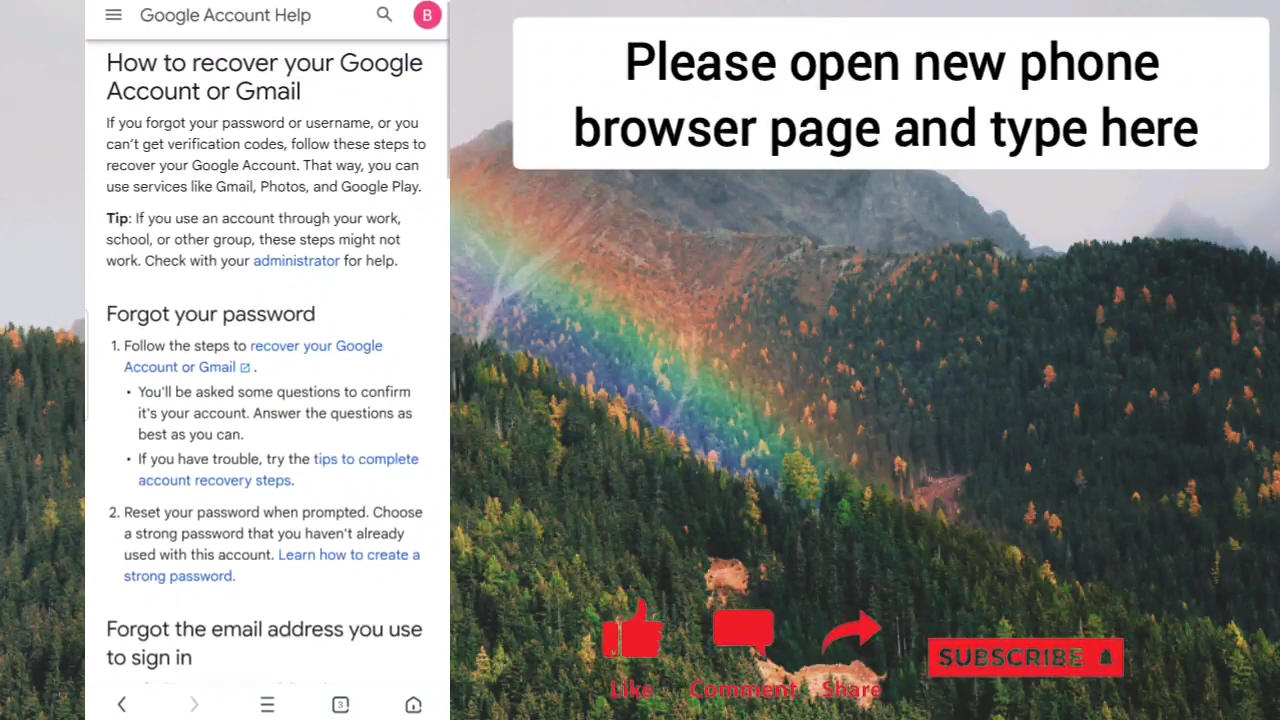 Google Account Help
B
How to recover your Google
Account or Gmail
If you forgot your password or username, or you
can't get verification codes, follow these steps to
recover your Google Account. That way, you can
use services like Gmail, Photos, and Google Play.
Tip: If you use an account through your work,
school, or other group, these steps might not
work. Check with your administrator for help.
Forgot your password
1. Follow the steps to recover your Google
Account or Gmail .
• You'll be asked some questions to confirm
it's your account. Answer the questions as
best as you can.
• If you have trouble, try the tips to complete
account recovery steps.
2. Reset your password when prompted. Choose
a strong password that you haven't already
used with this account. Learn how to create a
strong password.
Forgot the email address you use
to sign in
3
Please open new phone
browser page and type here
Like Comment Share
SUBSCRIBE